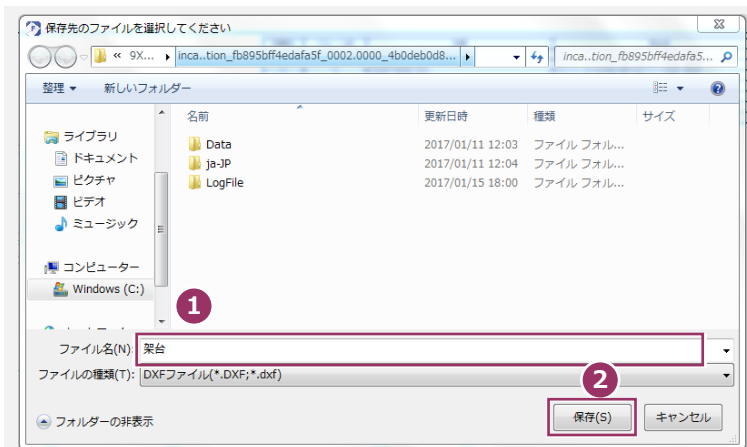 保存先のファイルを選択してください
« 9X... ▸ inca..tion_fb895bff4edafa5f_0002.0000_4b0deb0d8... ▸
inca..tion_fb895bff4edafa5...
整理 ▼ 新しいフォルダー
名前 更新日時 種類 サイズ
ライブラリ
ドキュメント
ピクチャ
ビデオ
ミュージック
コンピューター
Windows (C:)
Data 2017/01/11 12:03 ファイル フォル...
ja-JP 2017/01/11 12:04 ファイル フォル...
LogFile 2017/01/15 18:00 ファイル フォル...
1
ファイル名(N): 架台
ファイルの種類(T): DXFファイル(*.DXF;*.dxf)
2
フォルダーの非表示 保存(S) キャンセル